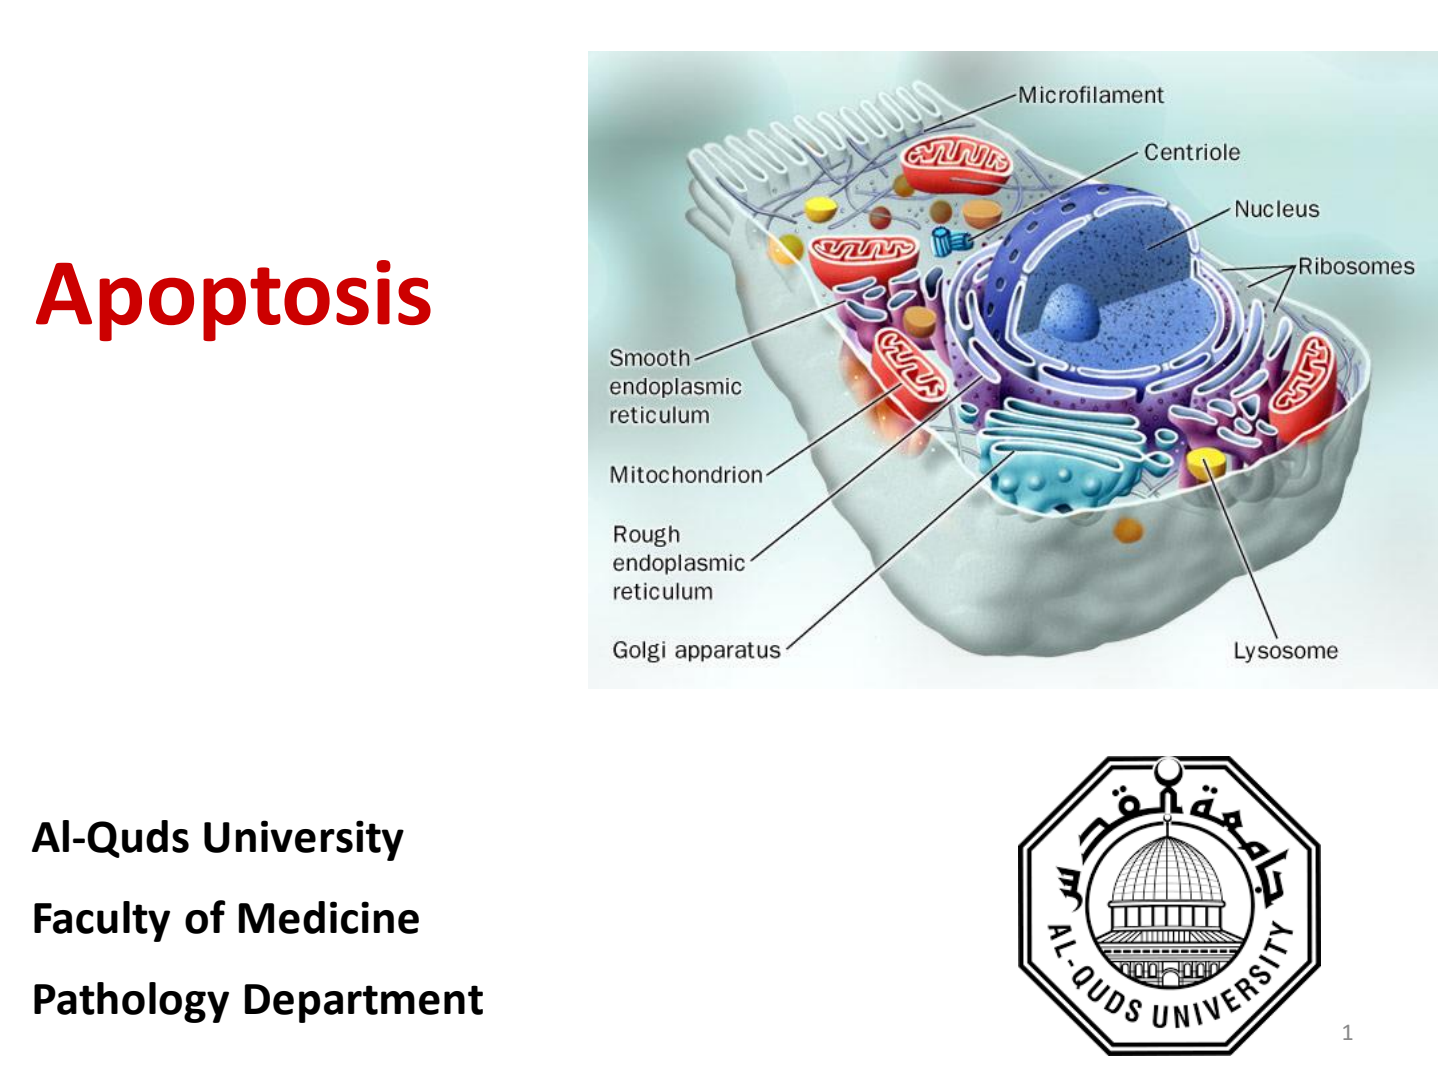 Apoptosis
Microfilament
Centriole
Nucleus
Ribosomes
Smooth
endoplasmic
reticulum
Mitochondrion
Rough
endoplasmic
reticulum
Golgi apparatus
Lysosome
Al-Quds University
Faculty of Medicine
Pathology Department
جامعة القدس
AL-QUDS UNIVERSITY
1